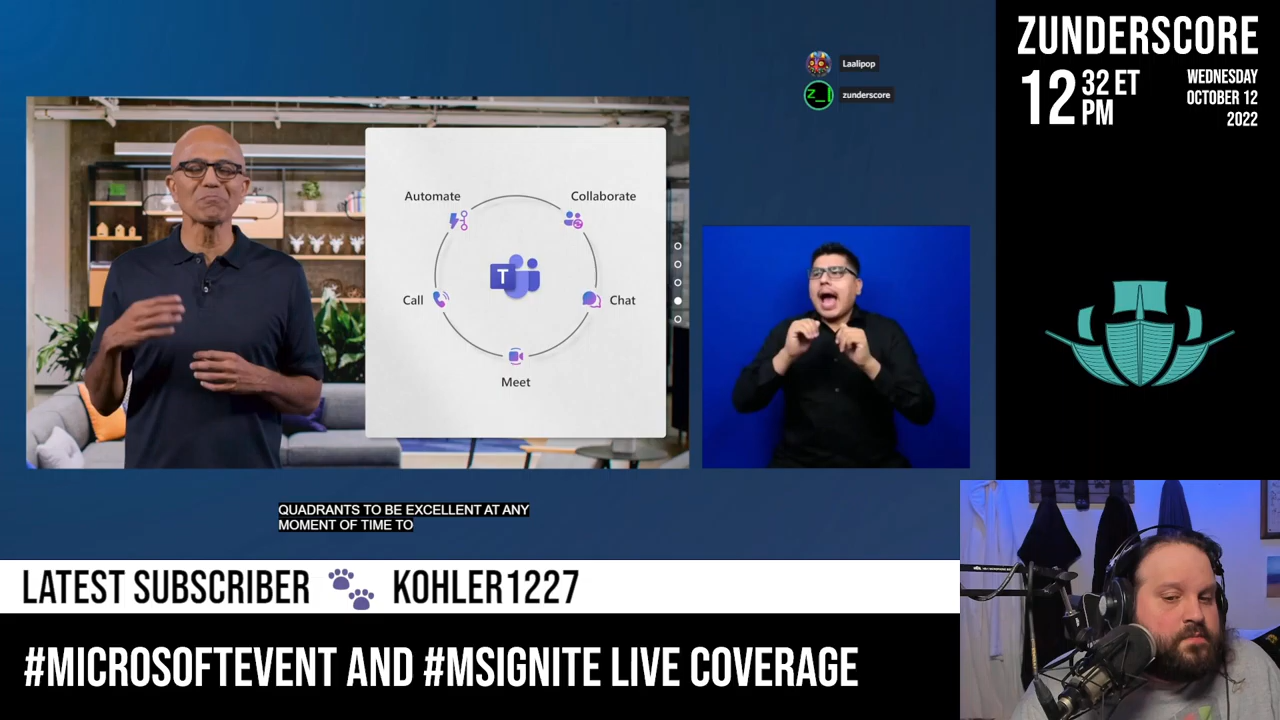 ZUNDERSCORE
12 32 ET
PM
WEDNESDAY
OCTOBER 12
2022
Laalipop
z_
zunderscore
Automate
Collaborate
T
Call
Chat
Meet
QUADRANTS TO BE EXCELLENT AT ANY
MOMENT OF TIME TO
LATEST SUBSCRIBER KOHLER1227
#MICROSOFTEVENT AND #MSIGNITE LIVE COVERAGE